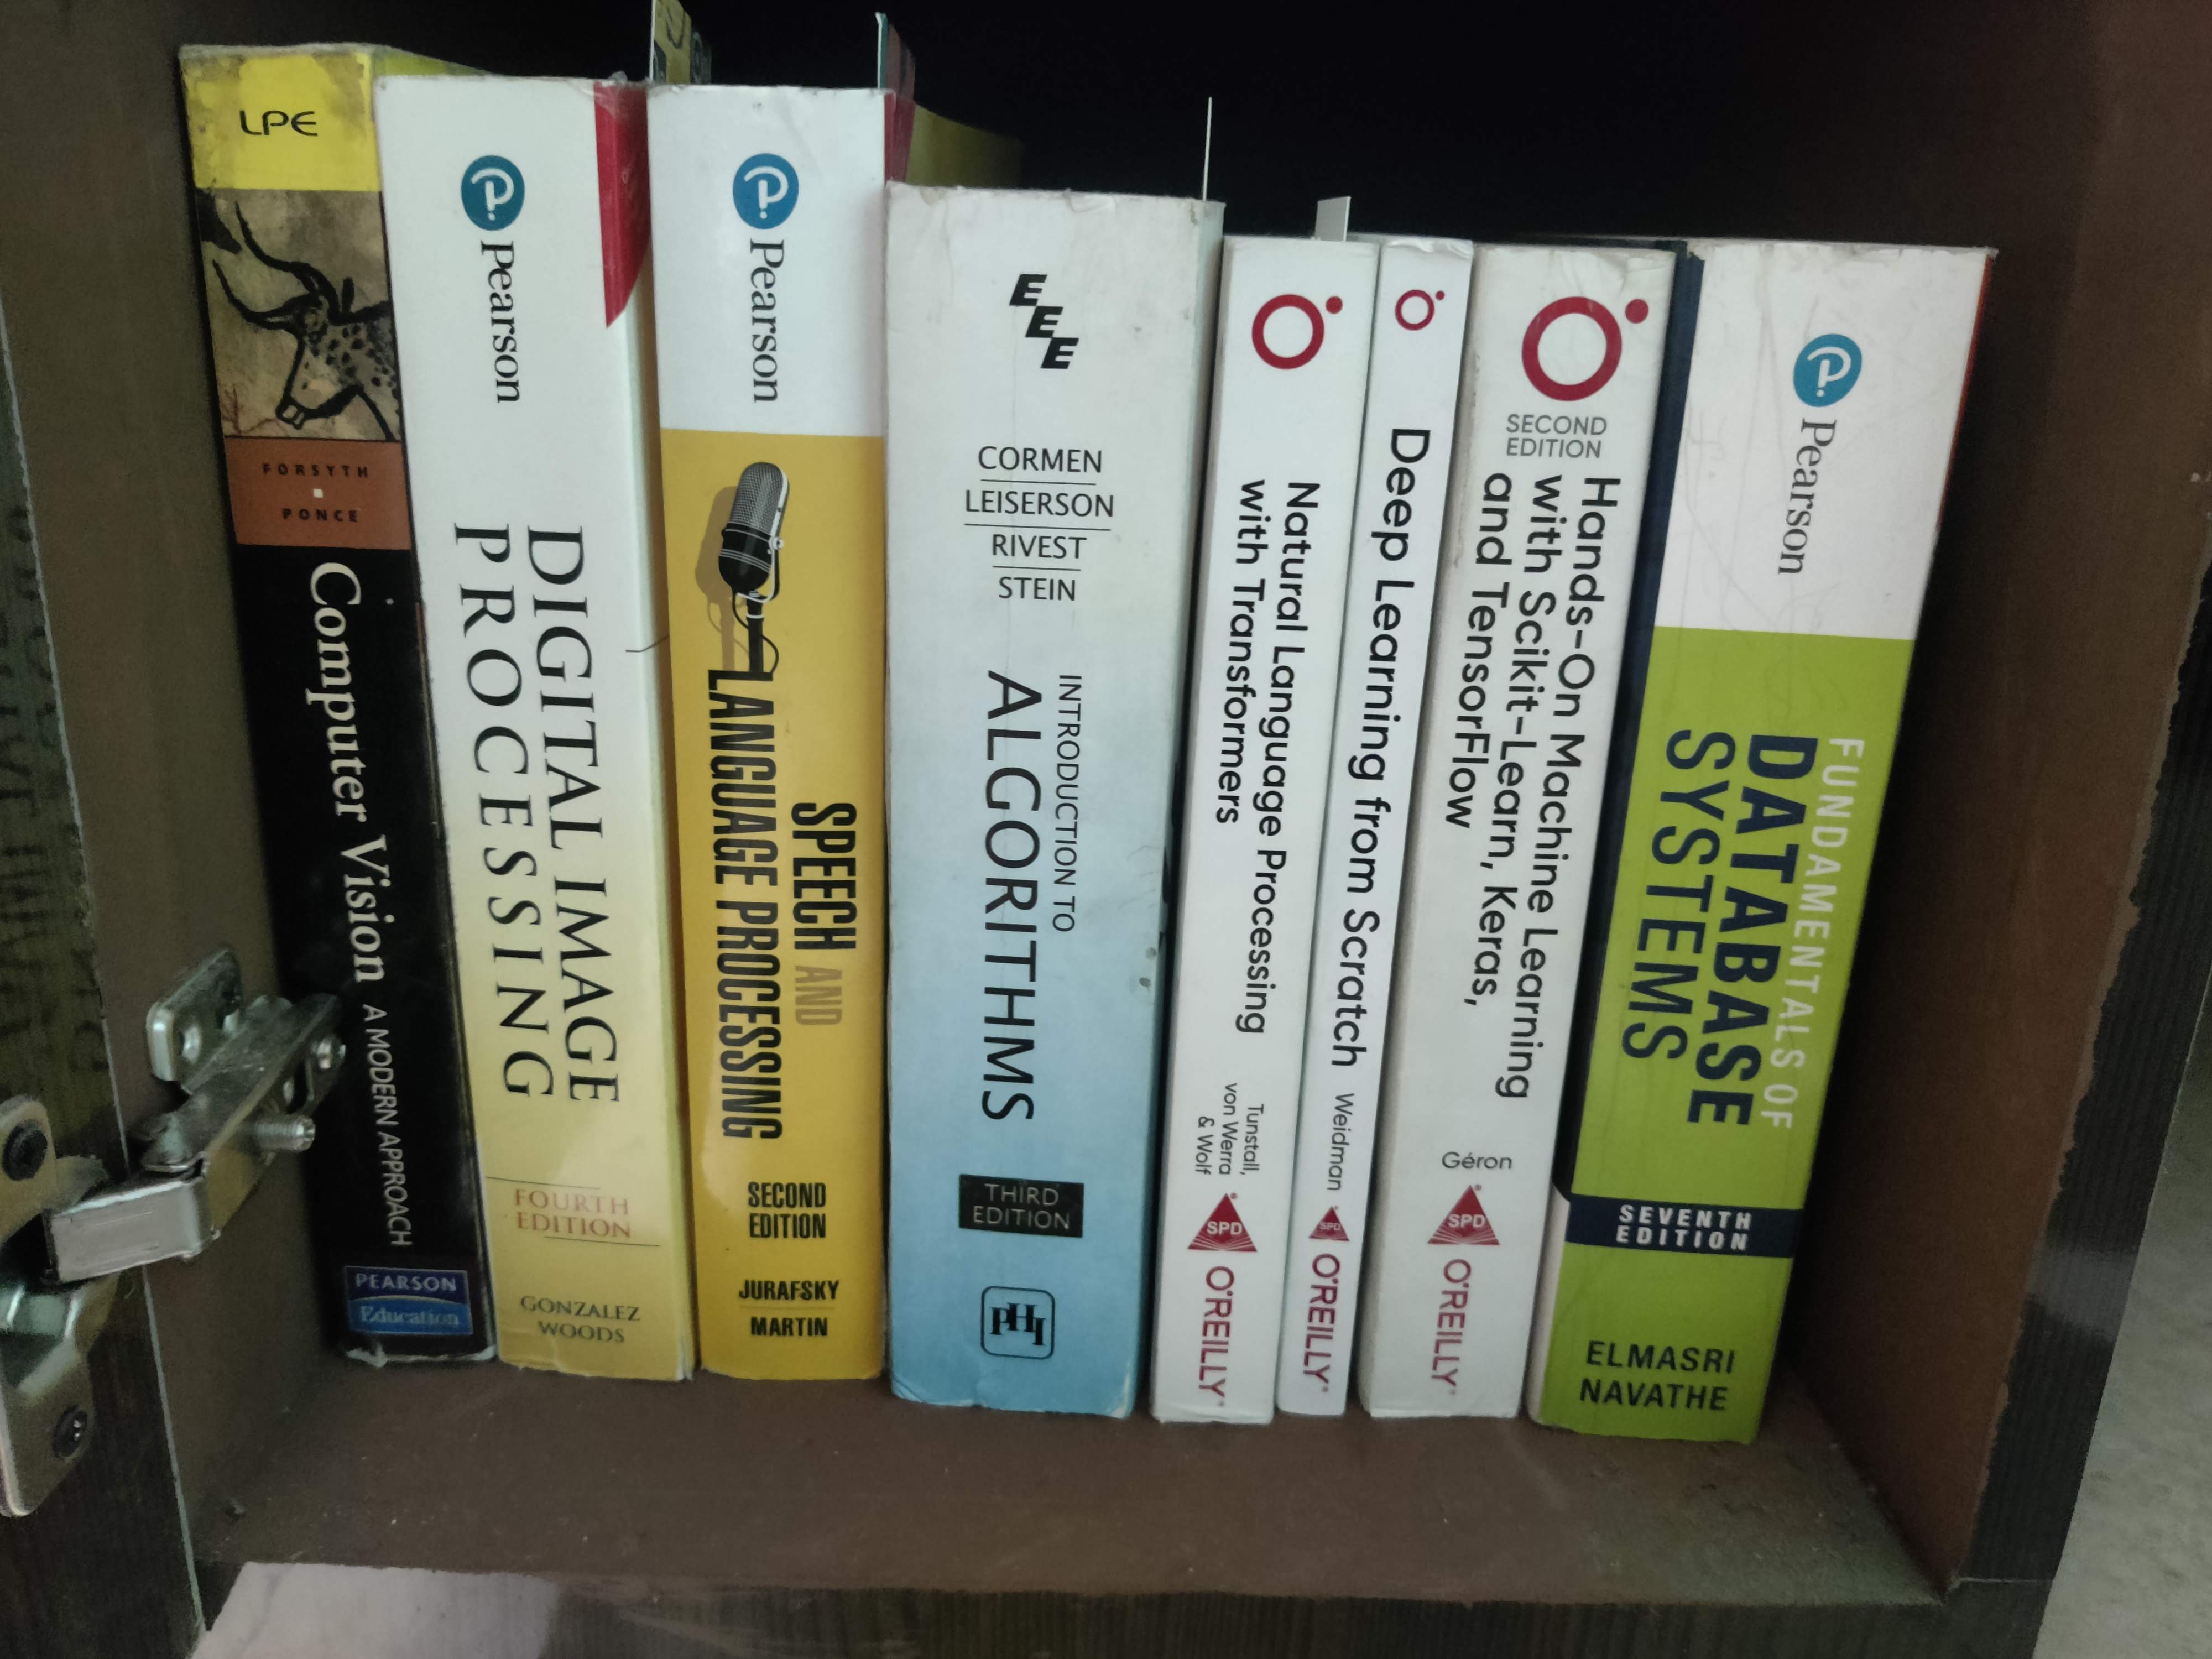 LPE
FORSYTH
PONCE
Computer Vision A MODERN APPROACH
PEARSON
Education
Pearson
DIGITAL IMAGE
PROCESSING
FOURTH
EDITION
GONZALEZ
WOODS
Pearson
SPEECH AND
LANGUAGE PROCESSING
SECOND
EDITION
JURAFSKY
MARTIN
EEE
CORMEN
LEISERSON
RIVEST
STEIN
INTRODUCTION TO
ALGORITHMS
THIRD
EDITION
PHI
Natural Language Processing
with Transformers
Tunstall,
von Werra
& Wolf
SPD
O'REILLY®
Deep Learning from Scratch
Weidman
SPD
O'REILLY®
SECOND
EDITION
Hands-On Machine Learning
with Scikit-Learn, Keras,
and TensorFlow
Géron
SPD
O'REILLY®
Pearson
FUNDAMENTALS OF
DATABASE
SYSTEMS
SEVENTH
EDITION
ELMASRI
NAVATHE